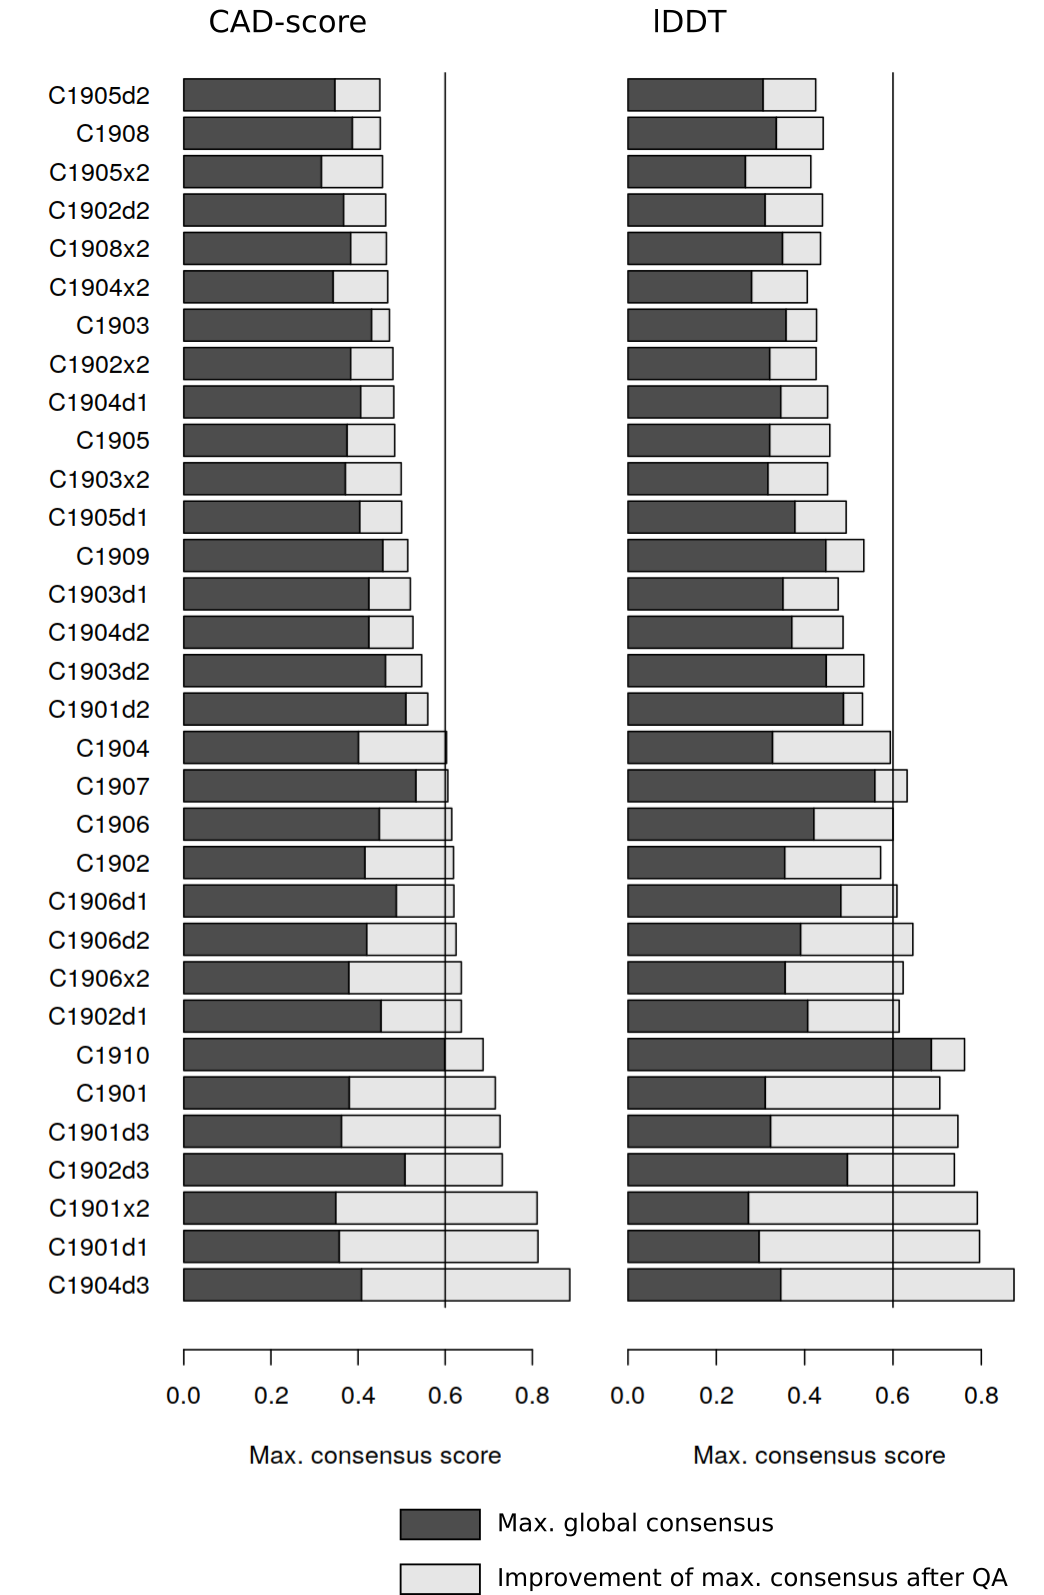 CAD-score lDDT
C1905d2
C1908
C1905x2
C1902d2
C1908x2
C1904x2
C1903
C1902x2
C1904d1
C1905
C1903x2
C1905d1
C1909
C1903d1
C1904d2
C1903d2
C1901d2
C1904
C1907
C1906
C1902
C1906d1
C1906d2
C1906x2
C1902d1
C1910
C1901
C1901d3
C1902d3
C1901x2
C1901d1
C1904d3
0.0 0.2 0.4 0.6 0.8 0.0 0.2 0.4 0.6 0.8
Max. consensus score Max. consensus score
Max. global consensus
Improvement of max. consensus after QA